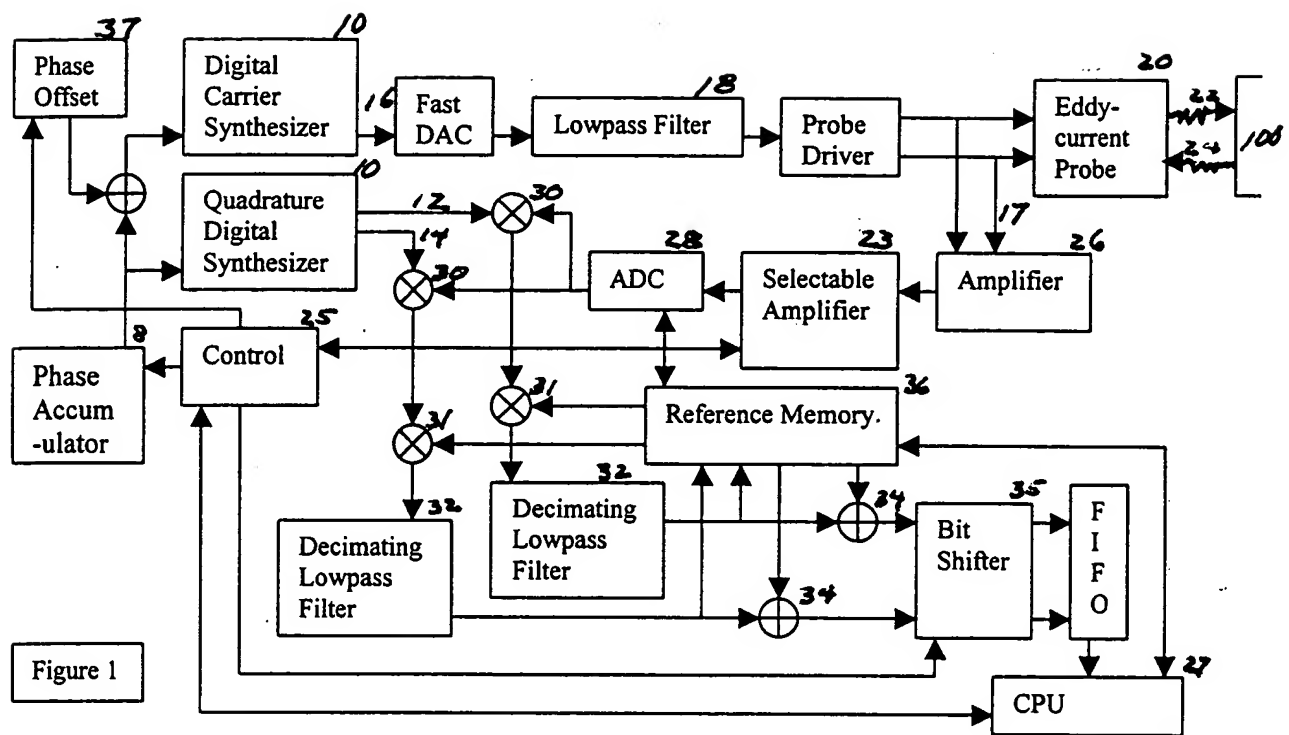 37
10
Phase
Offset
Digital
Carrier
Synthesizer
16
Fast
DAC
18
Lowpass Filter
Probe
Driver
20
Eddy-
current
Probe
22
24
100
10
Quadrature
Digital
Synthesizer
12
14
30
30
28
ADC
23
Selectable
Amplifier
17
26
Amplifier
8
Phase
Accum
-ulator
25
Control
31
31
36
Reference Memory.
32
Decimating
Lowpass
Filter
32
Decimating
Lowpass
Filter
34
34
35
Bit
Shifter
F
I
F
O
27
CPU
Figure 1